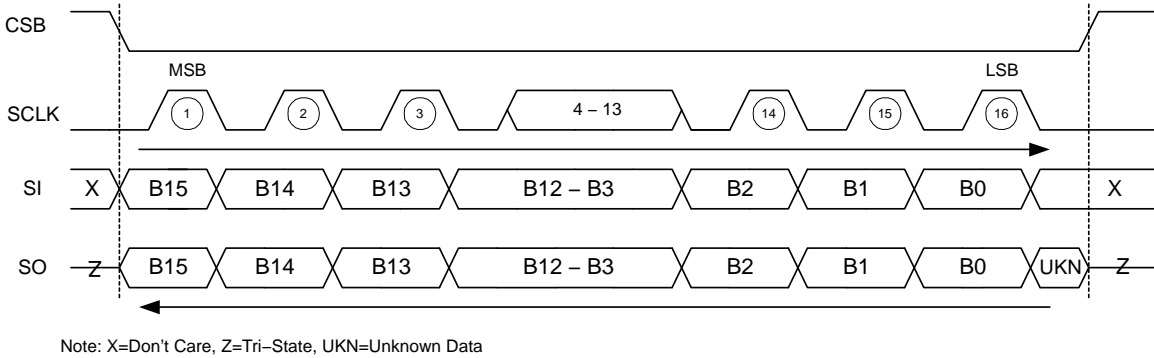 CSB
MSB LSB
SCLK 1 2 3 4 – 13 14 15 16
SI X B15 B14 B13 B12 – B3 B2 B1 B0 X
SO Z B15 B14 B13 B12 – B3 B2 B1 B0 UKN Z
Note: X=Don't Care, Z=Tri–State, UKN=Unknown Data